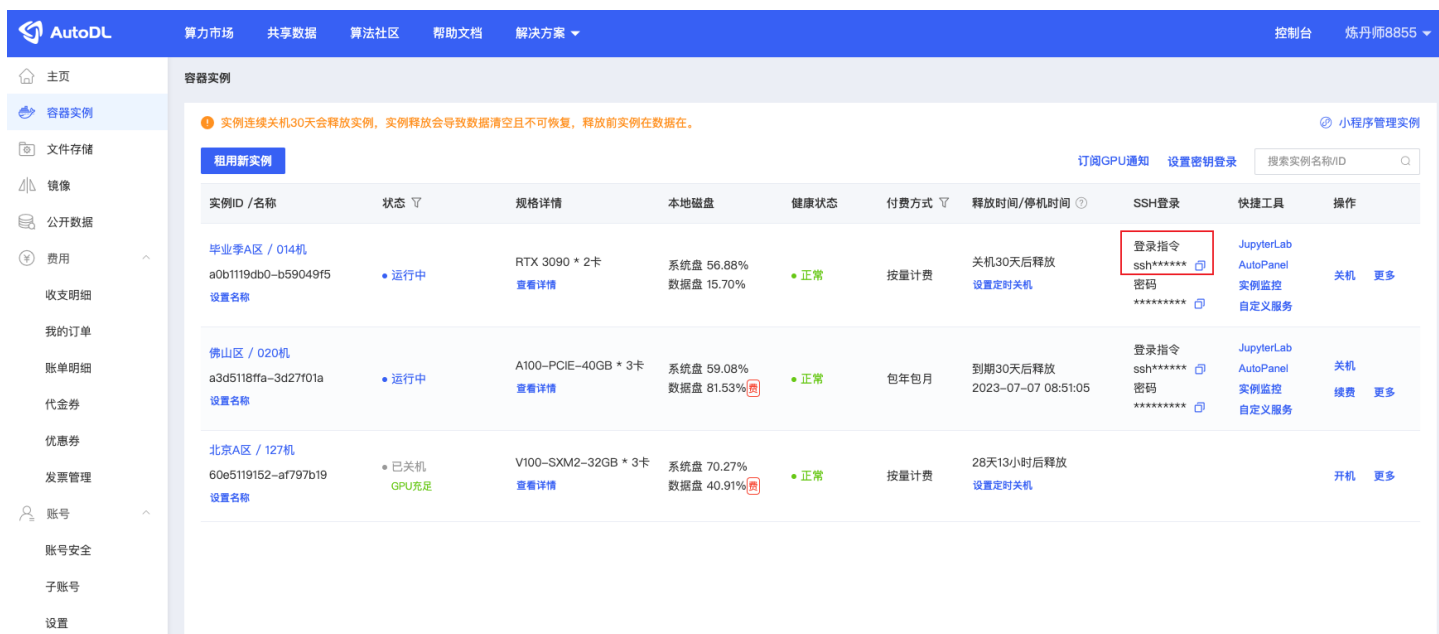 AutoDL 算力市场 共享数据 算法社区 帮助文档 解决方案 控制台 炼丹师8855
主页
容器实例
文件存储
镜像
公开数据
费用
收支明细
我的订单
账单明细
代金券
优惠券
发票管理
账号
账号安全
子账号
设置
容器实例
实例连续关机30天会释放实例，实例释放会导致数据清空且不可恢复，释放前实例在数据在。 小程序管理实例
租用新实例 订阅GPU通知 设置密钥登录 搜索实例名称/ID
实例ID /名称 状态 规格详情 本地磁盘 健康状态 付费方式 释放时间/停机时间 SSH登录 快捷工具 操作
毕业季A区 / 014机
a0b1119db0-b59049f5
设置名称
运行中
RTX 3090 * 2卡
查看详情
系统盘 56.88%
数据盘 15.70%
正常
按量计费
关机30天后释放
设置定时关机
登录指令
ssh******
密码
*********
JupyterLab
AutoPanel
实例监控
自定义服务
关机 更多
佛山区 / 020机
a3d5118ffa-3d27f01a
设置名称
运行中
A100-PCIE-40GB * 3卡
查看详情
系统盘 59.08%
数据盘 81.53%费
正常
包年包月
到期30天后释放
2023-07-07 08:51:05
登录指令
ssh******
密码
*********
JupyterLab
AutoPanel
实例监控
自定义服务
关机
续费 更多
北京A区 / 127机
60e5119152-af797b19
设置名称
已关机
GPU充足
V100-SXM2-32GB * 3卡
查看详情
系统盘 70.27%
数据盘 40.91%费
正常
按量计费
28天13小时后释放
设置定时关机
开机 更多